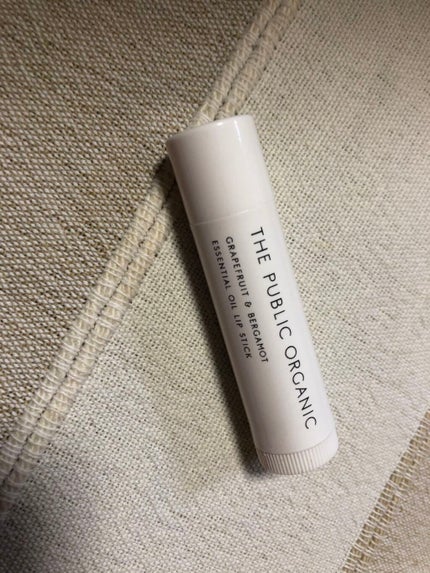 THE PUBLIC ORGANIC
GRAPEFRUIT & BERGAMOT
ESSENTIAL OIL LIP STICK